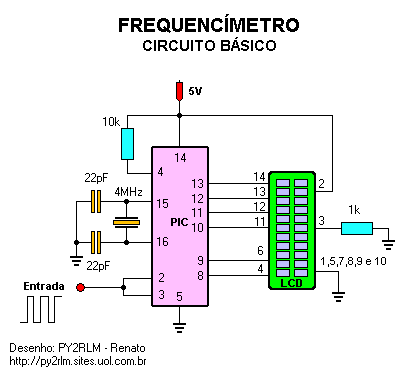 FREQUENCÍMETRO
CIRCUITO BÁSICO
5V
10k
14
4
22pF
4MHz
15
PIC
16
22pF
13
12
11
10
9
8
14
13
12
11
6
4
2
3
1k
1,5,7,8,9 e 10
LCD
Entrada
2
3
5
Desenho: PY2RLM - Renato
http://py2rlm.sites.uol.com.br